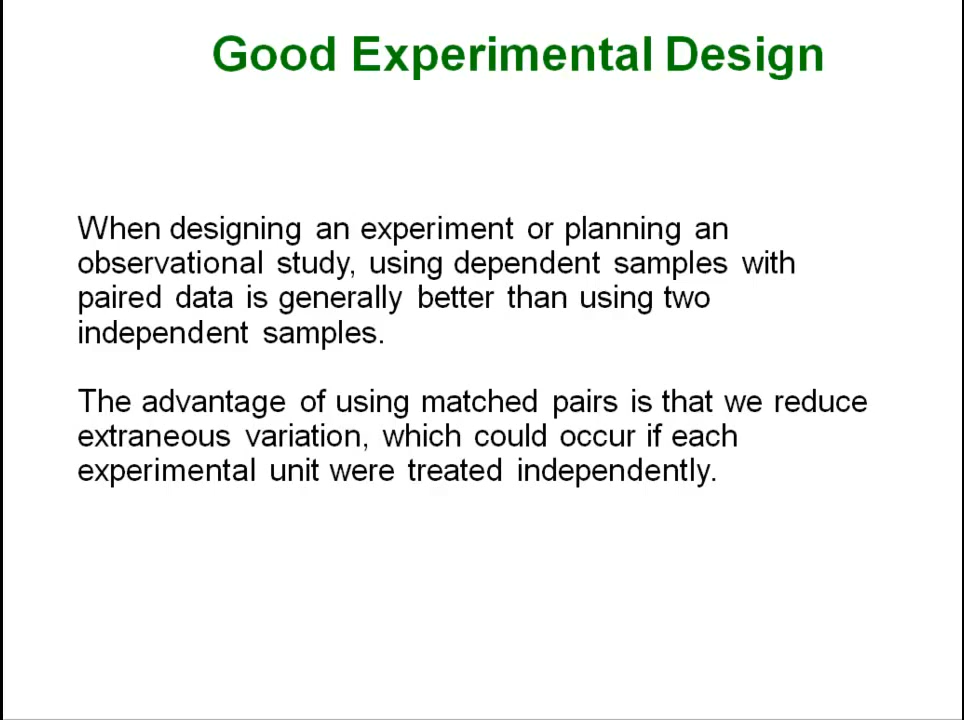 Good Experimental Design
When designing an experiment or planning an
observational study, using dependent samples with
paired data is generally better than using two
independent samples.
The advantage of using matched pairs is that we reduce
extraneous variation, which could occur if each
experimental unit were treated independently.